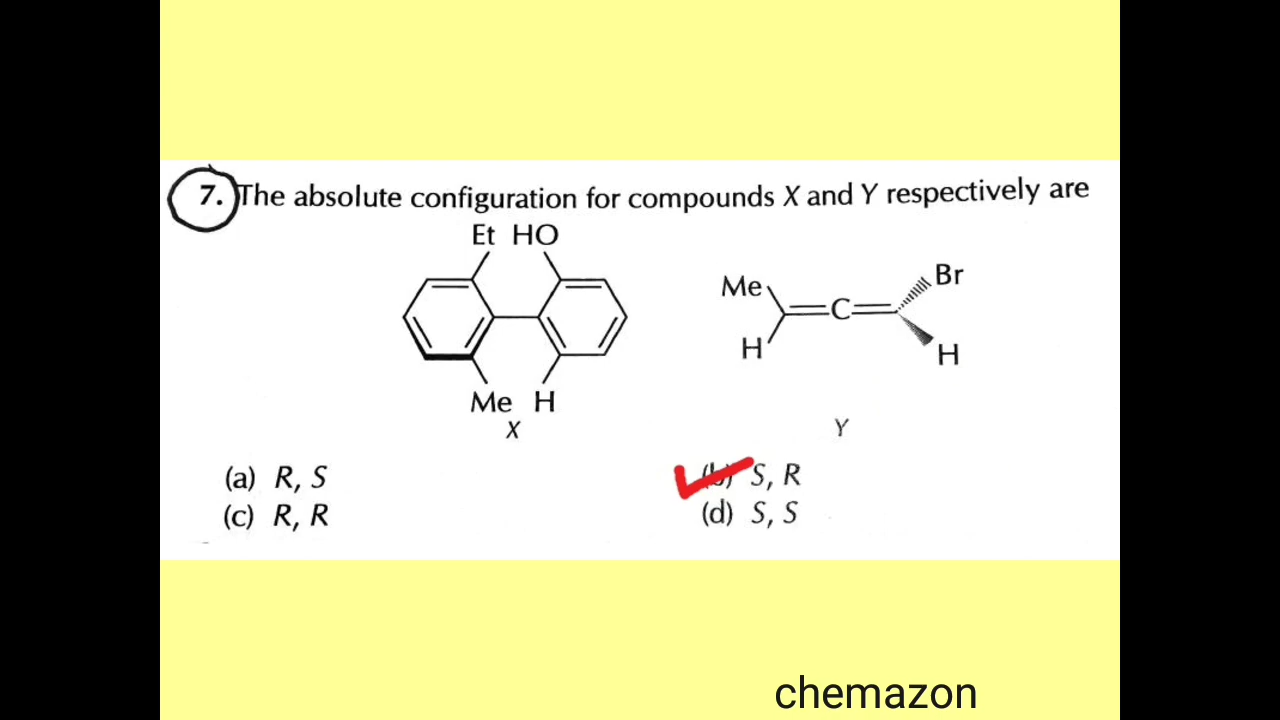 7. The absolute configuration for compounds X and Y respectively are
Et HO
Me H
X
Me
H
C
Br
H
Y
(a) R, S
(b) S, R
(c) R, R
(d) S, S
chemazon